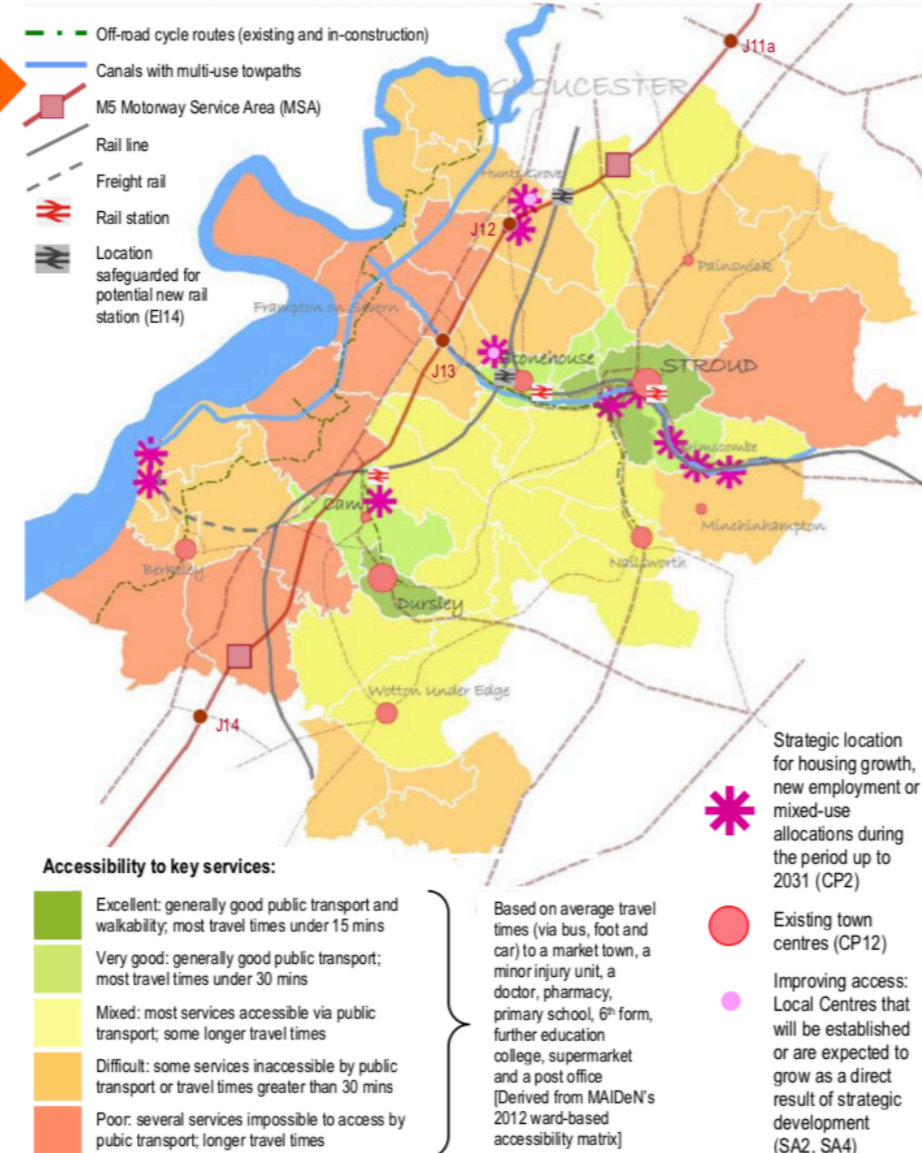 Off-road cycle routes (existing and in-construction)
Canals with multi-use towpaths
M5 Motorway Service Area (MSA)
Rail line
Freight rail
Rail station
Location
safeguarded for
potential new rail
station (EI14)
J11a
GLOUCESTER
Hunts Grove
J12
Painswick
Frampton on Severn
J13
Stonehouse
STROUD
Brimscombe
Cam
Minchinhampton
Berkeley
Nailsworth
Dursley
Wotton Under Edge
J14
Strategic location
for housing growth,
new employment or
mixed-use
allocations during
the period up to
2031 (CP2)
Existing town
centres (CP12)
Improving access:
Local Centres that
will be established
or are expected to
grow as a direct
result of strategic
development
(SA2, SA4)
Accessibility to key services:
Excellent: generally good public transport and
walkability; most travel times under 15 mins
Very good: generally good public transport;
most travel times under 30 mins
Mixed: most services accessible via public
transport; some longer travel times
Difficult: some services inaccessible by public
transport or travel times greater than 30 mins
Poor: several services impossible to access by
pubic transport; longer travel times
Based on average travel
times (via bus, foot and
car) to a market town, a
minor injury unit, a
doctor, pharmacy,
primary school, 6th form,
further education
college, supermarket
and a post office
[Derived from MAIDeN's
2012 ward-based
accessibility matrix]